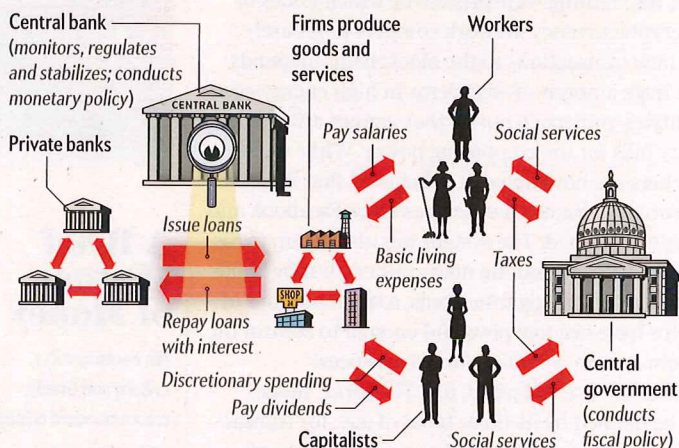 Central bank
(monitors, regulates
and stabilizes; conducts
monetary policy)
CENTRAL BANK
Private banks
Firms produce
goods and
services
Workers
Pay salaries
Social services
Issue loans
Repay loans
with interest
SHOP
24
Basic living
expenses
Taxes
Discretionary spending
Pay dividends
Capitalists
Social services
Central
government
(conducts
fiscal policy)